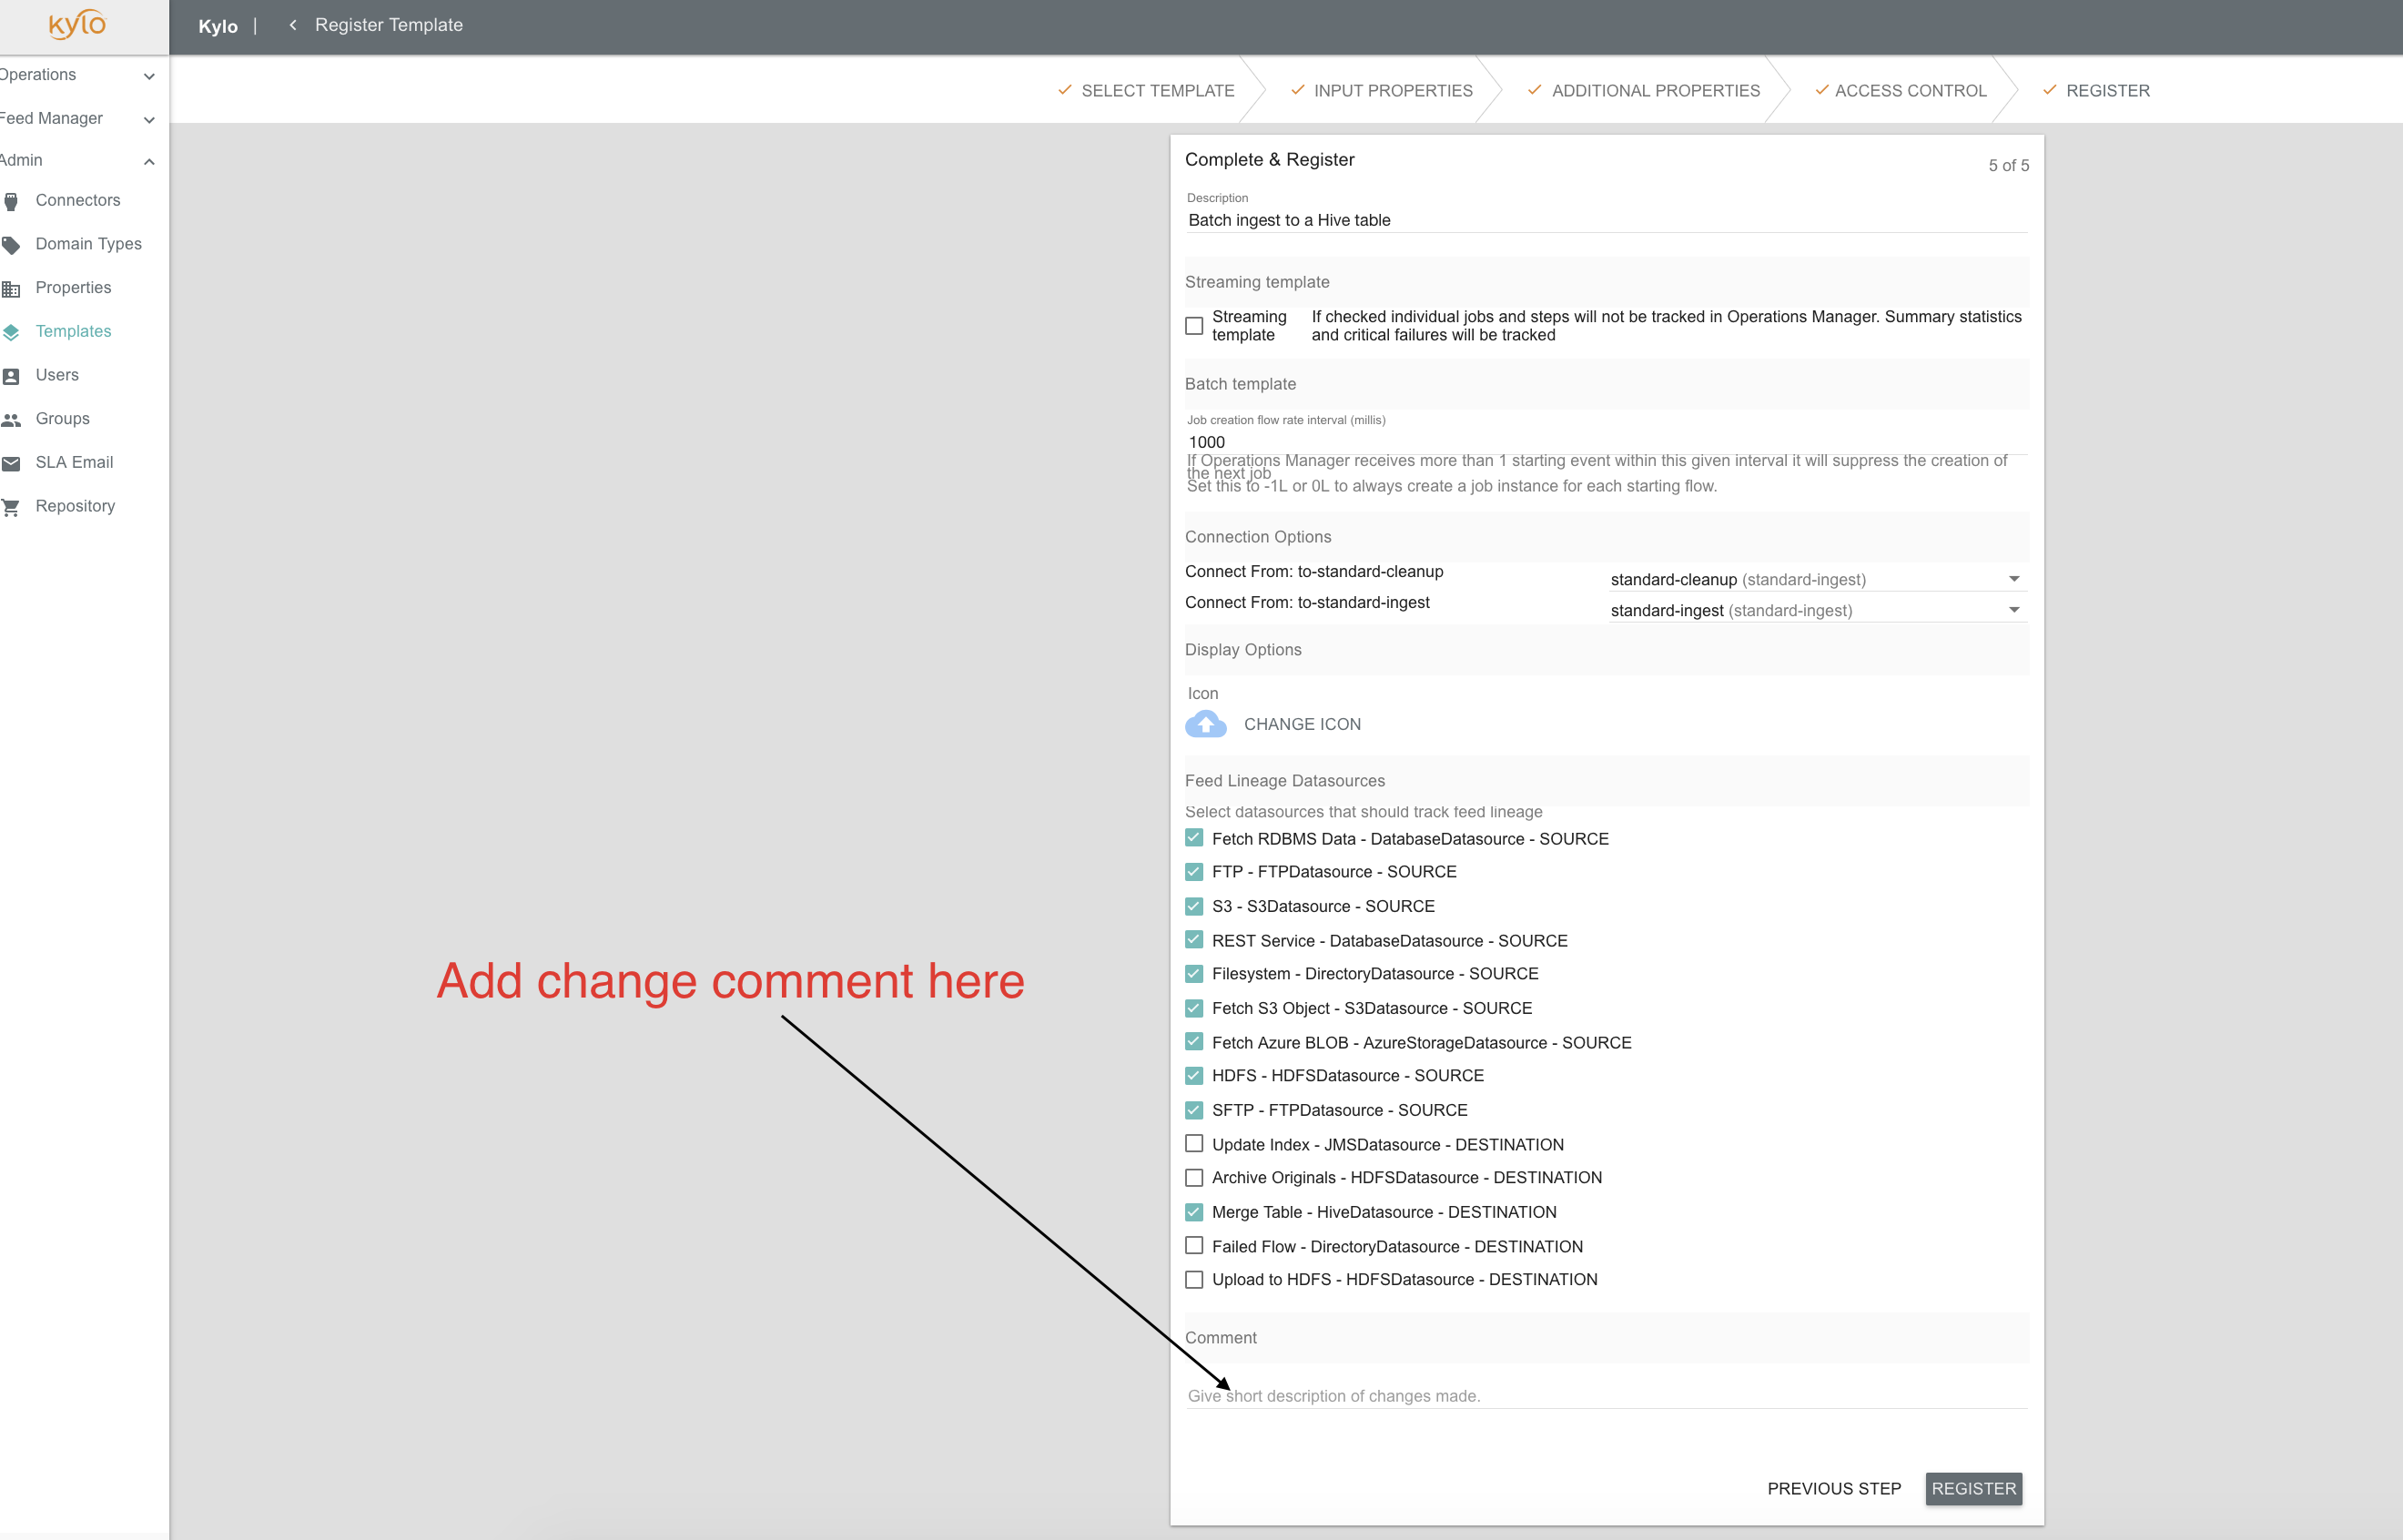 kylo
Kylo | Register Template
Operations
Feed Manager
Admin
Connectors
Domain Types
Properties
Templates
Users
Groups
SLA Email
Repository
SELECT TEMPLATE
INPUT PROPERTIES
ADDITIONAL PROPERTIES
ACCESS CONTROL
REGISTER
Complete & Register
5 of 5
Description
Batch ingest to a Hive table
Streaming template
Streaming
template
If checked individual jobs and steps will not be tracked in Operations Manager. Summary statistics
and critical failures will be tracked
Batch template
Job creation flow rate interval (millis)
1000
If Operations Manager receives more than 1 starting event within this given interval it will suppress the creation of
the next job
Set this to -1L or 0L to always create a job instance for each starting flow.
Connection Options
Connect From: to-standard-cleanup
standard-cleanup (standard-ingest)
Connect From: to-standard-ingest
standard-ingest (standard-ingest)
Display Options
Icon
CHANGE ICON
Feed Lineage Datasources
Select datasources that should track feed lineage
Fetch RDBMS Data - DatabaseDatasource - SOURCE
FTP - FTPDatasource - SOURCE
S3 - S3Datasource - SOURCE
REST Service - DatabaseDatasource - SOURCE
Filesystem - DirectoryDatasource - SOURCE
Fetch S3 Object - S3Datasource - SOURCE
Fetch Azure BLOB - AzureStorageDatasource - SOURCE
HDFS - HDFSDatasource - SOURCE
SFTP - FTPDatasource - SOURCE
Update Index - JMSDatasource - DESTINATION
Archive Originals - HDFSDatasource - DESTINATION
Merge Table - HiveDatasource - DESTINATION
Failed Flow - DirectoryDatasource - DESTINATION
Upload to HDFS - HDFSDatasource - DESTINATION
Add change comment here
Comment
Give short description of changes made.
PREVIOUS STEP
REGISTER